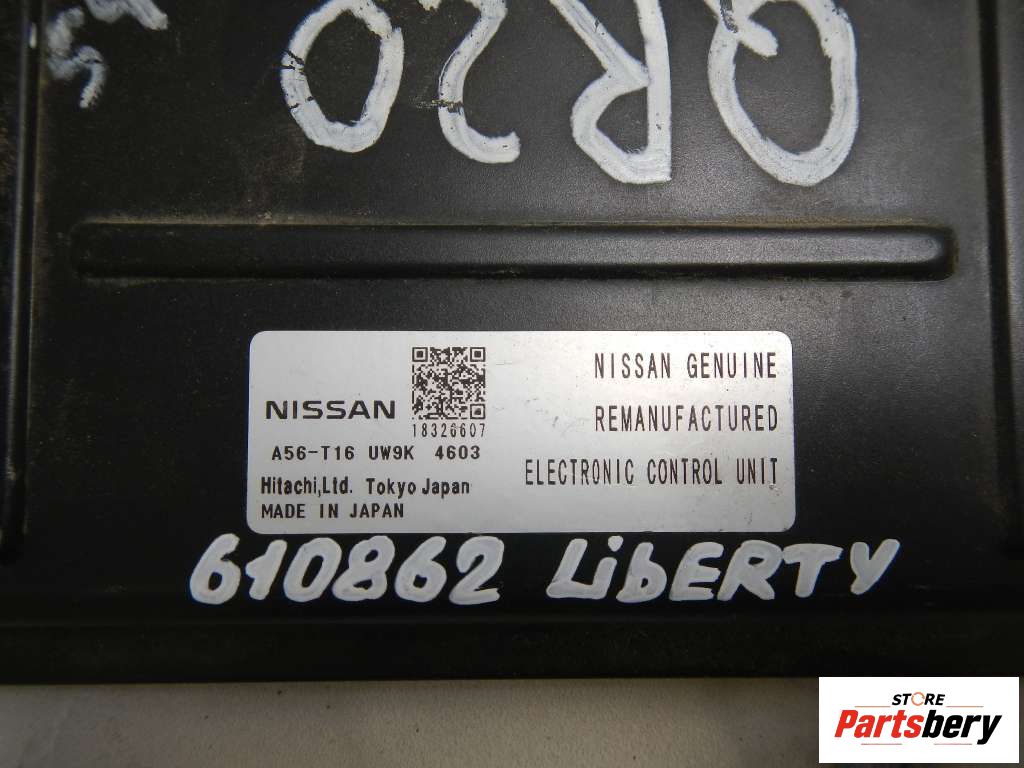 QR20
NISSAN
18326607
A56-T16 UW9K 4603
Hitachi,Ltd. Tokyo Japan
MADE IN JAPAN
NISSAN GENUINE
REMANUFACTURED
ELECTRONIC CONTROL UNIT
610862 LibERTY
STORE
Partsbery